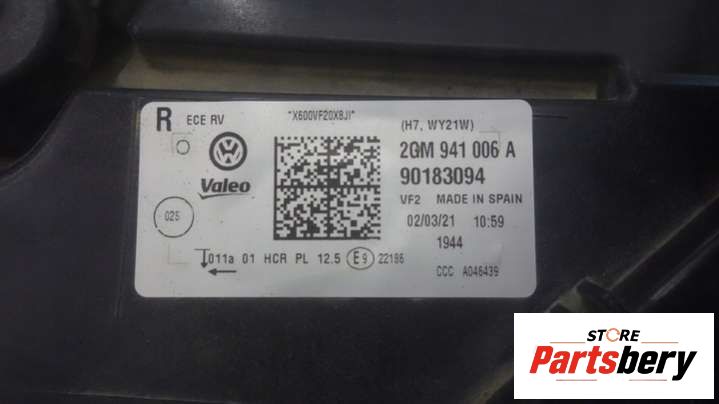 R ECE RV
"X600VF20X8JI"
(H7, WY21W)
2GM 941 006 A
90183094
Valeo
VF2 MADE IN SPAIN
02/03/21 10:59
025
1944
011a 01 HCR PL 12.5 E9 22186
CCC A046439
STORE
Partsbery